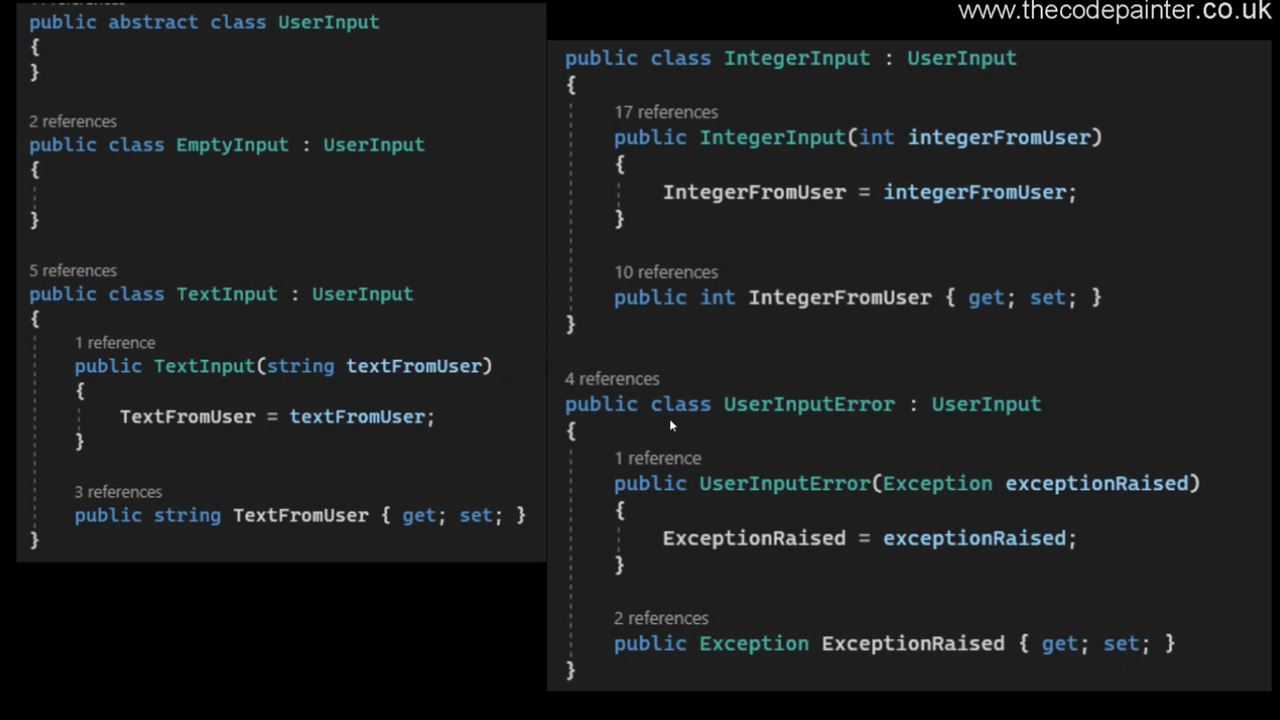 www.thecodepainter.co.uk
public abstract class UserInput
{
}
2 references
public class EmptyInput : UserInput
{
}
5 references
public class TextInput : UserInput
{
1 reference
public TextInput(string textFromUser)
{
TextFromUser = textFromUser;
}
3 references
public string TextFromUser { get; set; }
}
public class IntegerInput : UserInput
{
17 references
public IntegerInput(int integerFromUser)
{
IntegerFromUser = integerFromUser;
}
10 references
public int IntegerFromUser { get; set; }
}
4 references
public class UserInputError : UserInput
{
1 reference
public UserInputError(Exception exceptionRaised)
{
ExceptionRaised = exceptionRaised;
}
2 references
public Exception ExceptionRaised { get; set; }
}